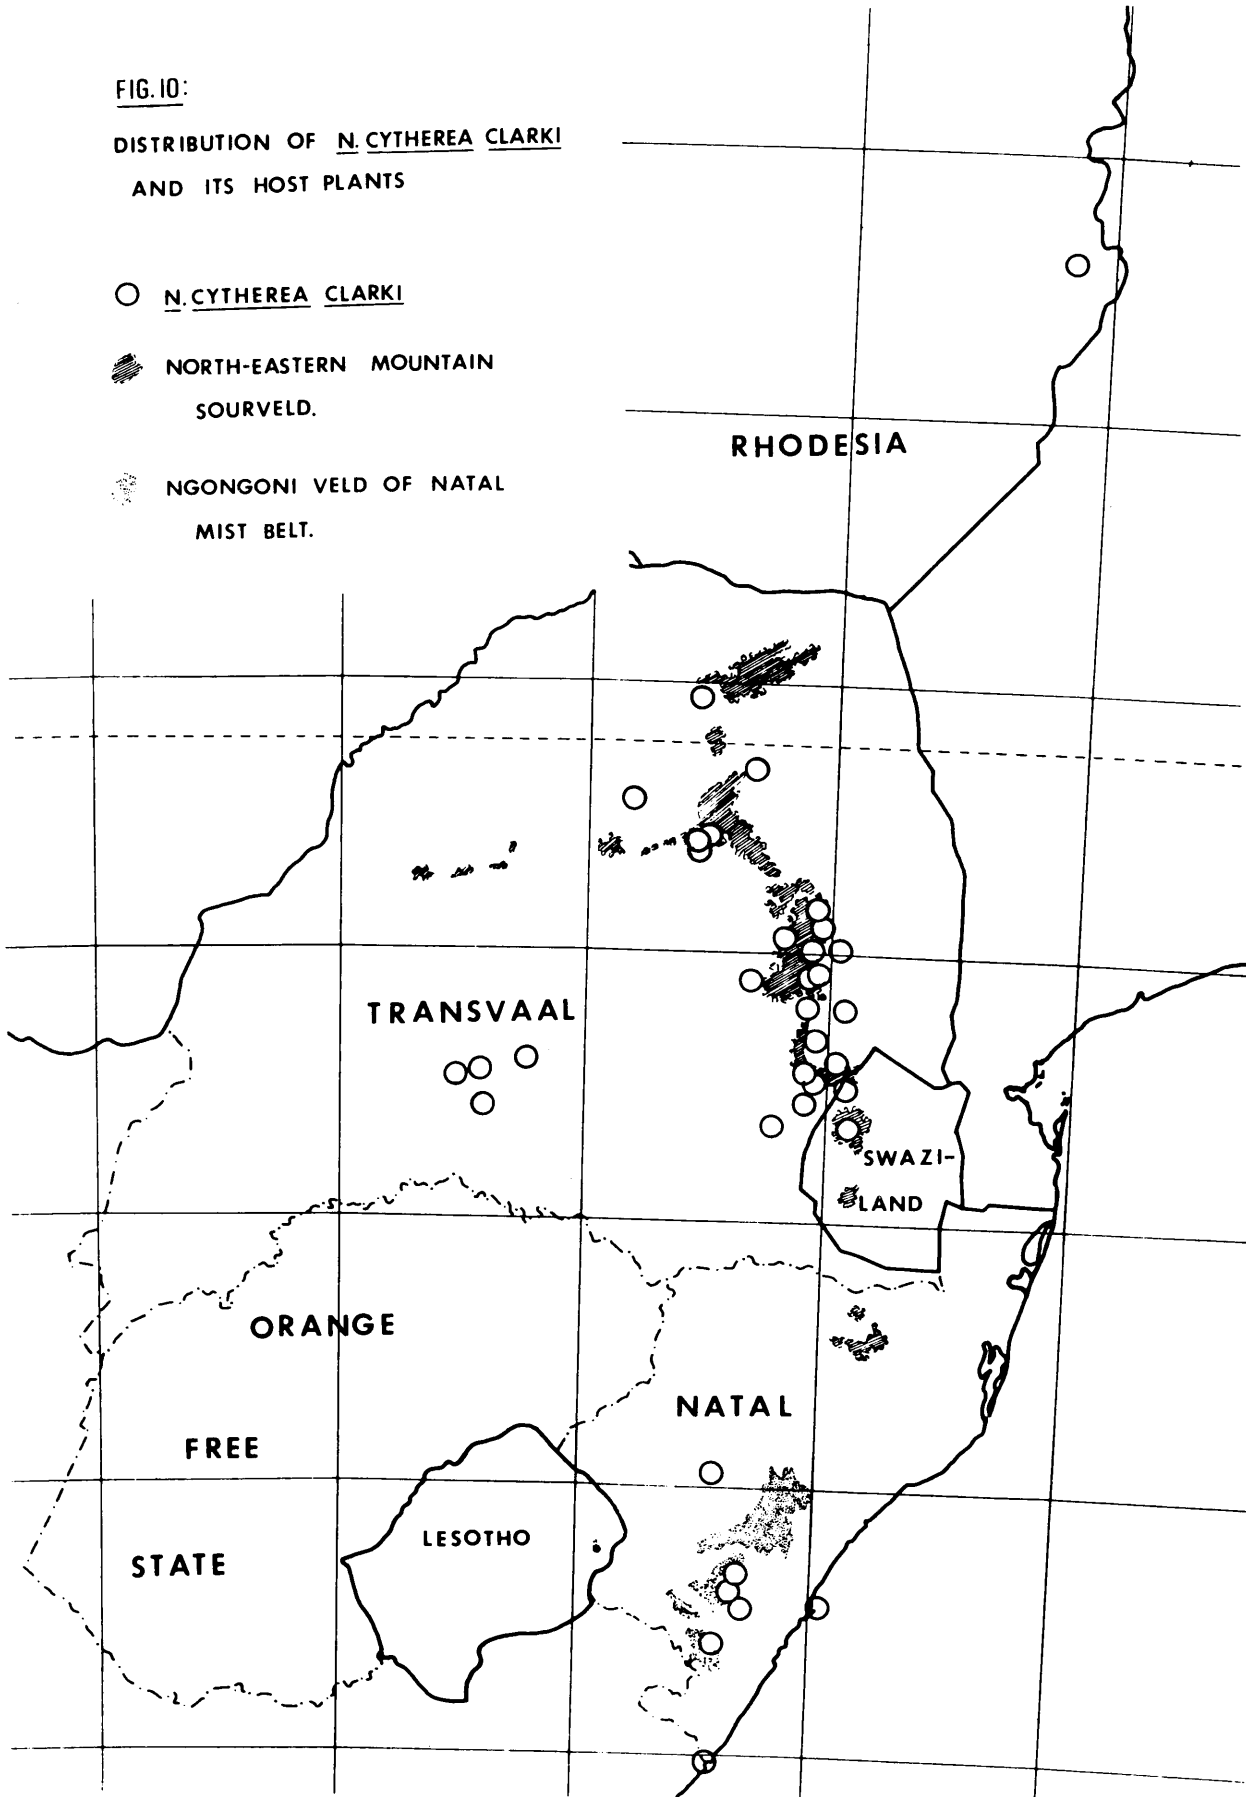 FIG.10:
DISTRIBUTION OF N. CYTHEREA CLARKI
AND ITS HOST PLANTS
N. CYTHEREA CLARKI
NORTH-EASTERN MOUNTAIN
SOURVELD.
NGONGONI VELD OF NATAL
MIST BELT.
RHODESIA
TRANSVAAL
SWAZI-
LAND
ORANGE
NATAL
FREE
LESOTHO
STATE